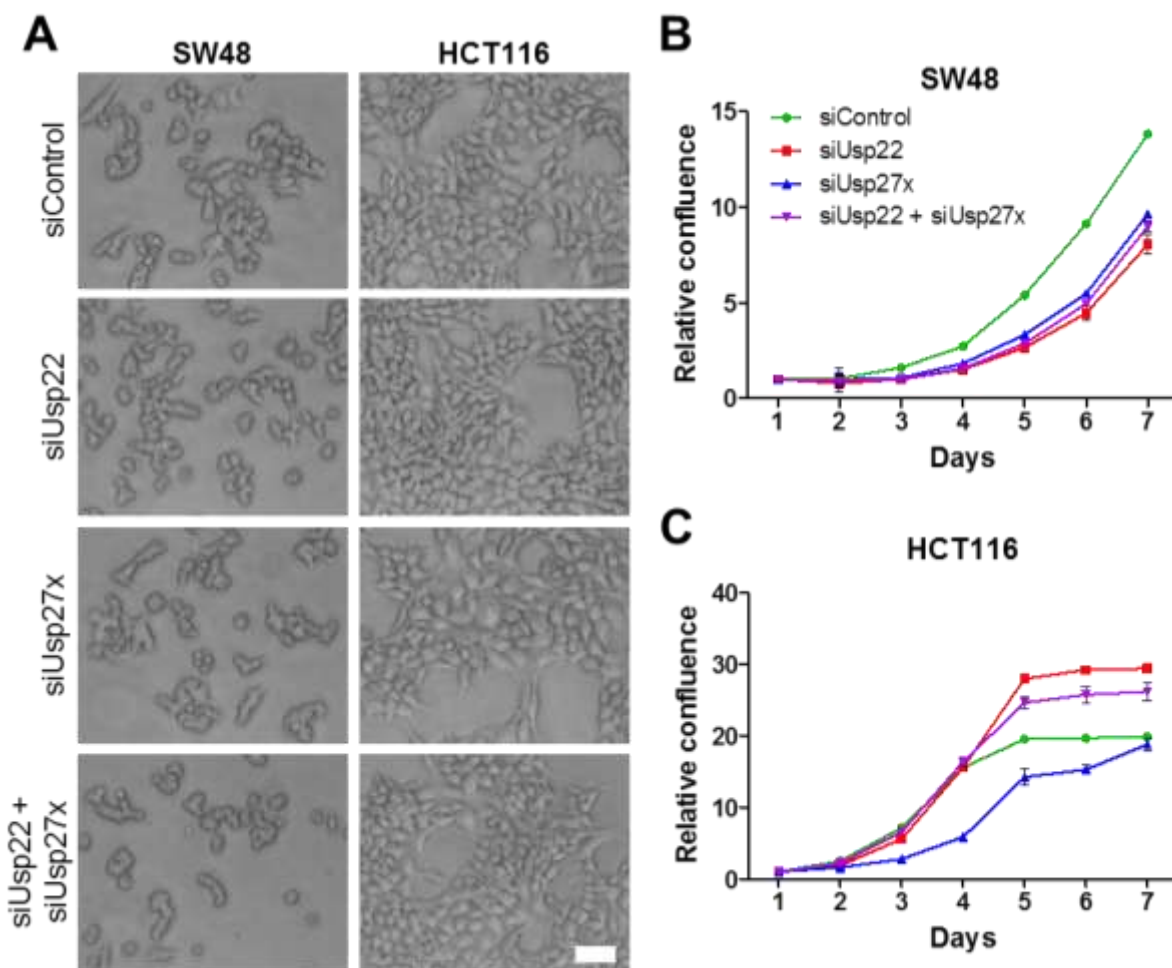 A
SW48
HCT116
siControl
siUsp22
siUsp27x
siUsp22 +
siUsp27x
B
SW48
15
10
5
0
Relative confluence
siControl
siUsp22
siUsp27x
siUsp22 + siUsp27x
1 2 3 4 5 6 7
Days
C
HCT116
40
30
20
10
0
Relative confluence
1 2 3 4 5 6 7
Days